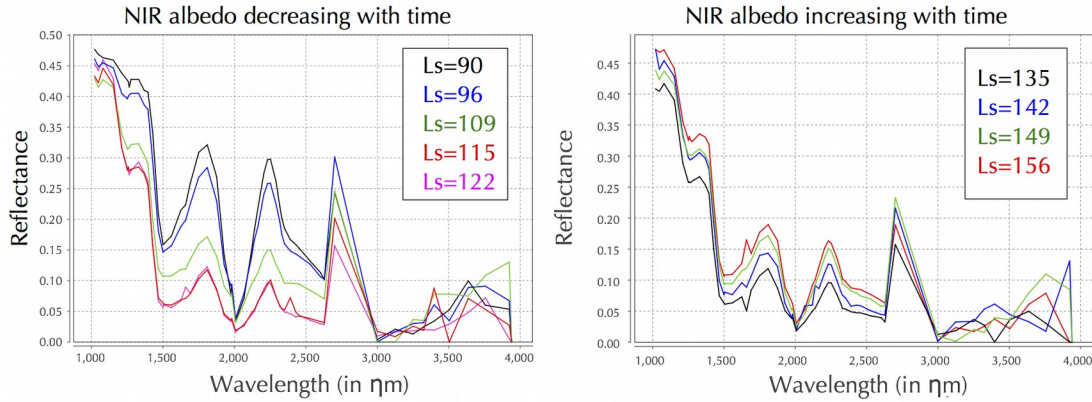 NIR albedo decreasing with time
0.50
0.45
0.40
0.35
0.30
0.25
0.20
0.15
0.10
0.05
0.00
Reflectance
Ls=90
Ls=96
Ls=109
Ls=115
Ls=122
1,000 1,500 2,000 2,500 3,000 3,500 4,000
Wavelength (in ηm)
NIR albedo increasing with time
0.45
0.40
0.35
0.30
0.25
0.20
0.15
0.10
0.05
0.00
Reflectance
Ls=135
Ls=142
Ls=149
Ls=156
1,000 1,500 2,000 2,500 3,000 3,500 4,000
Wavelength (in ηm)